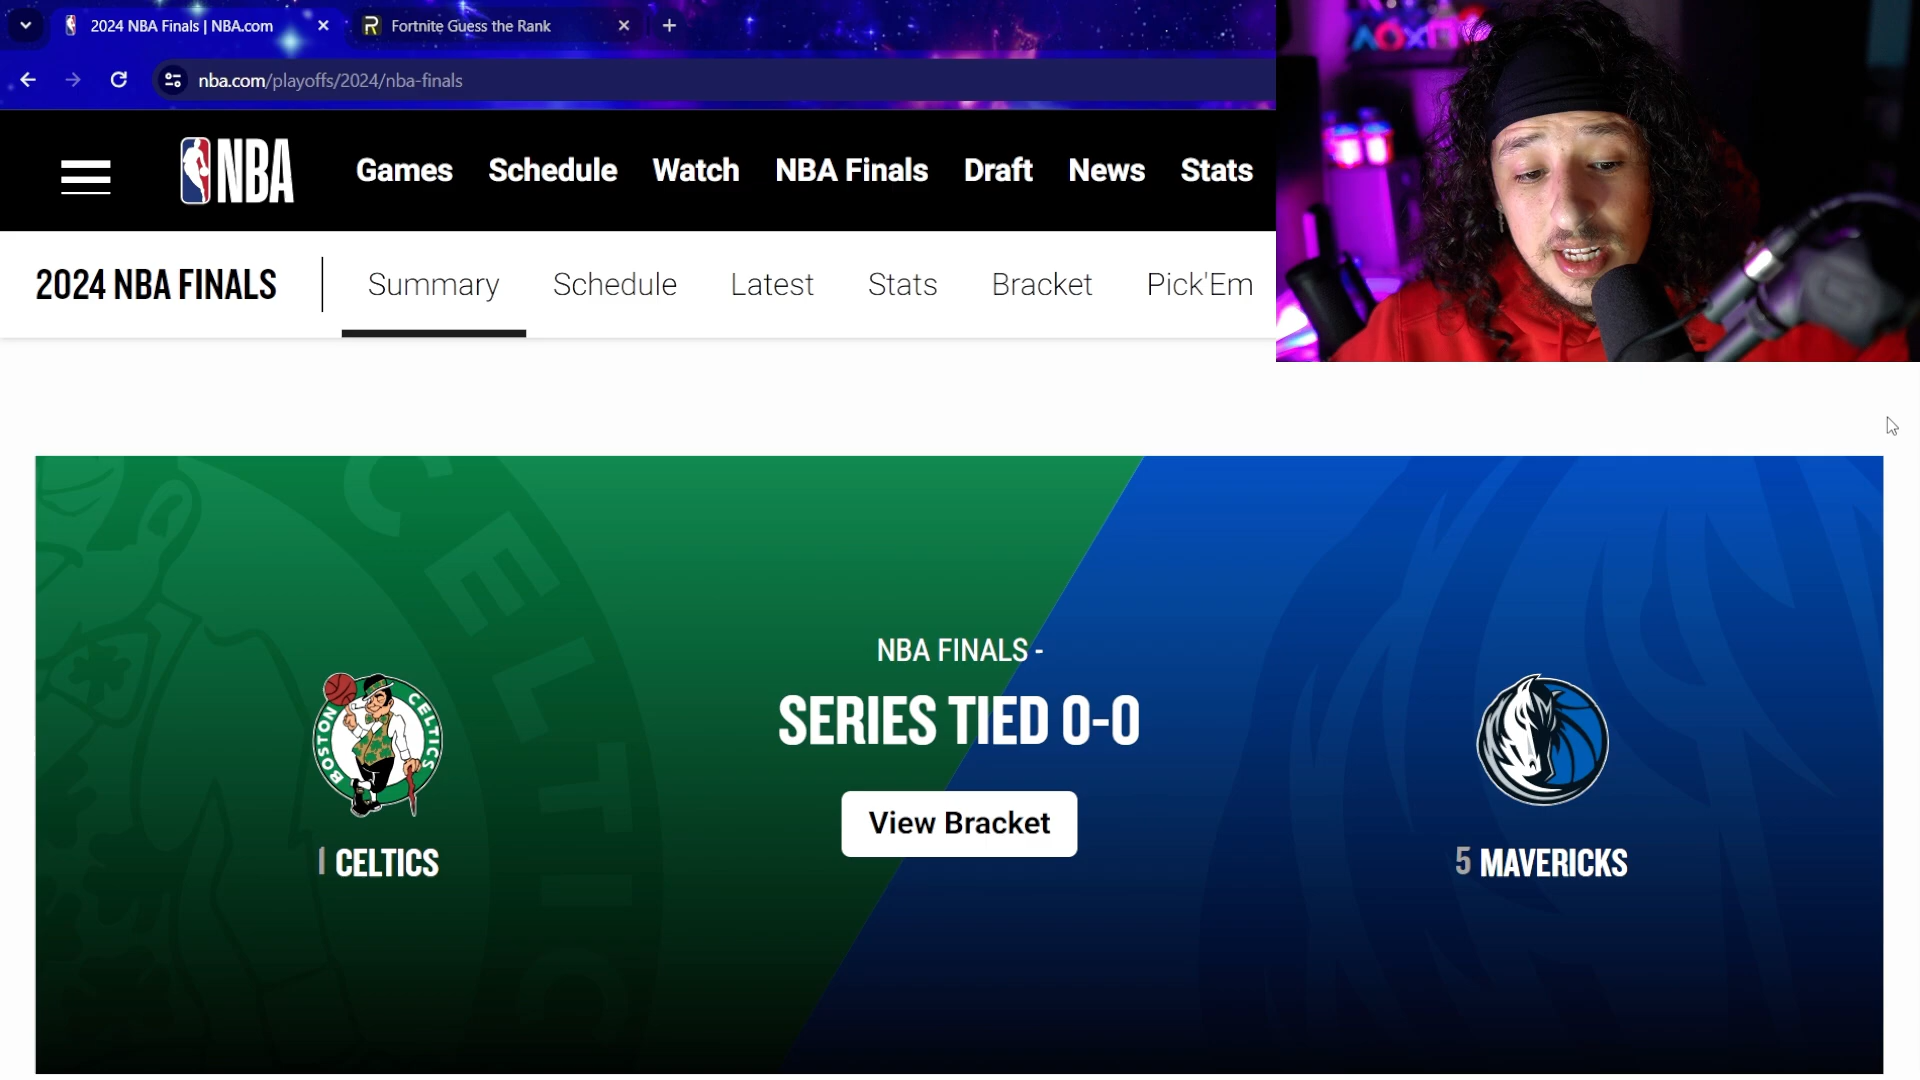 2024 NBA Finals | NBA.com
Fortnite Guess the Rank
nba.com/playoffs/2024/nba-finals
NBA
Games Schedule Watch NBA Finals Draft News Stats
2024 NBA FINALS
Summary Schedule Latest Stats Bracket Pick'Em
CELTICS
NBA FINALS -
SERIES TIED 0-0
View Bracket
BOSTON CELTICS
1 CELTICS
5 MAVERICKS